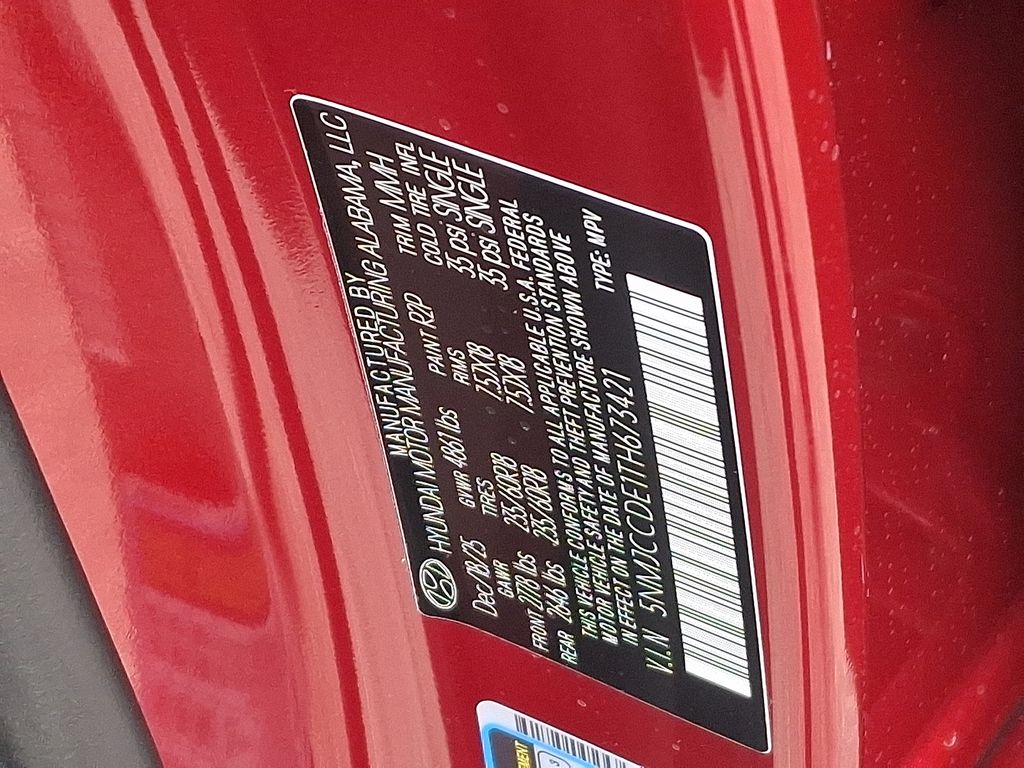 MANUFACTURED BY
HYUNDAI MOTOR MANUFACTURING ALABAMA, LLC
Dec/18/25 GVWR 4861 lbs PAINT R2P TRIM MMH
GAWR TIRES RIMS COLD TIRE INFL
FRONT 2778 lbs 235/60R18 7.5JX18 35 psi SINGLE
REAR 2646 lbs 235/60R18 7.5JX18 35 psi SINGLE
THIS VEHICLE CONFORMS TO ALL APPLICABLE U.S.A. FEDERAL
MOTOR VEHICLE SAFETY AND THEFT PREVENTION STANDARDS
IN EFFECT ON THE DATE OF MANUFACTURE SHOWN ABOVE
V.I.N 5NMJCCDE1TH673421 TYPE: MPV